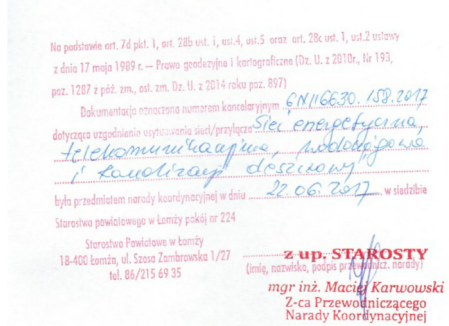 Na podstawie art. 7d pkt. 1, art. 28b ust. i, ust.4, ust.5 oraz art. 28c ust. 1, ust.2 ustawy
z dnia 17 maja 1989 r. – Prawo geodezyjne i kartograficzne (Dz. U. z 2010r., Nr 193,
poz. 1287 z póź. zm., ost. zm. Dz. U. z 2014 roku poz. 897)
Dokumentacja oznaczona numerem kancelaryjnym GNII6630.158.2017
dotycząca uzgodnienia usytuowania sieci/przyłącza Sieci energetyczna,
telekomunikacyjna, wodociągowa
i kanalizacji deszczowej"
było przedmiotem narady koordynacyjnej w dniu 22.06.2017 w siedzibie
Starostwa powiatowego w Łomży pokój nr 224
Starostwo Powiatowe w Łomży
18-400 Łomża, ul. Szosa Zambrowska 1/27
tel. 86/215 69 35
z up. STAROSTY
(imię, nazwisko, podpis przewodnicz. narady)
mgr inż. Maciej Karwowski
Z-ca Przewodniczącego
Narady Koordynacyjnej